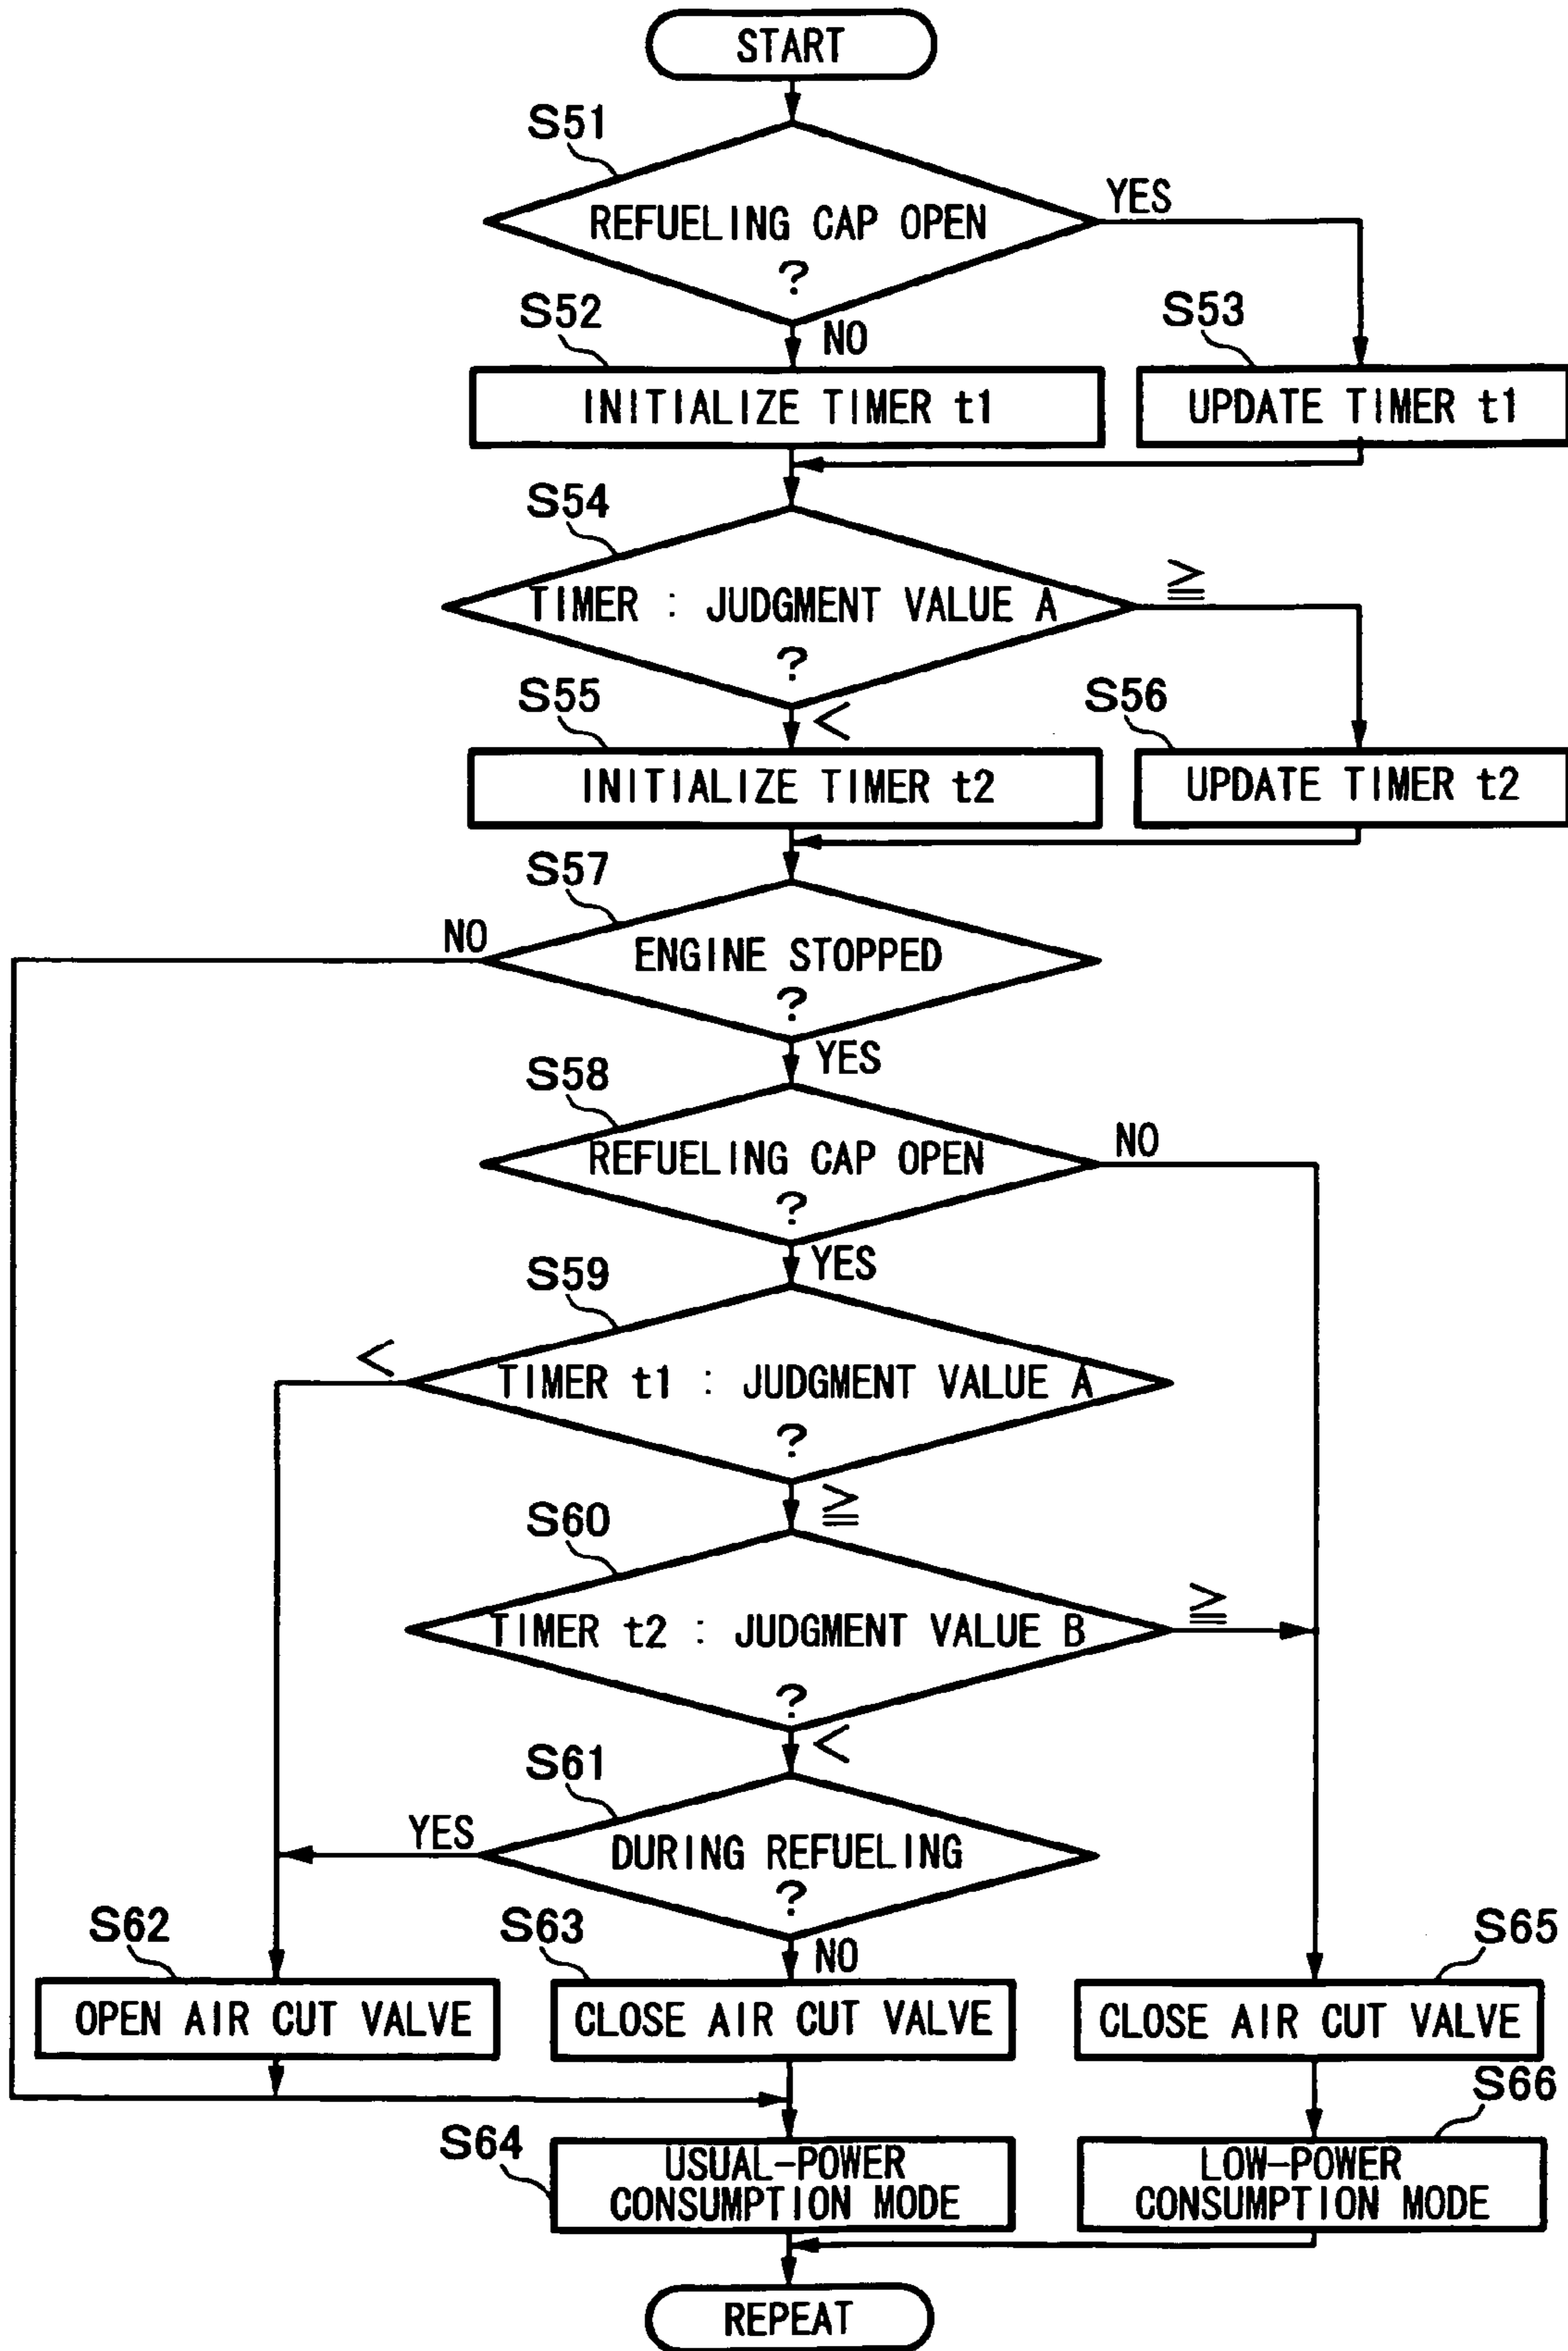 START
S51
REFUELING CAP OPEN
?
YES
NO
S52
INITIALIZE TIMER t1
S53
UPDATE TIMER t1
S54
TIMER : JUDGMENT VALUE A
?
≧
<
S55
INITIALIZE TIMER t2
S56
UPDATE TIMER t2
S57
ENGINE STOPPED
?
NO
YES
S58
REFUELING CAP OPEN
?
NO
YES
S59
TIMER t1 : JUDGMENT VALUE A
?
<
≧
S60
TIMER t2 : JUDGMENT VALUE B
?
≧
<
S61
DURING REFUELING
?
YES
NO
S62
OPEN AIR CUT VALVE
S63
CLOSE AIR CUT VALVE
S65
CLOSE AIR CUT VALVE
S64
USUAL-POWER
CONSUMPTION MODE
S66
LOW-POWER
CONSUMPTION MODE
REPEAT